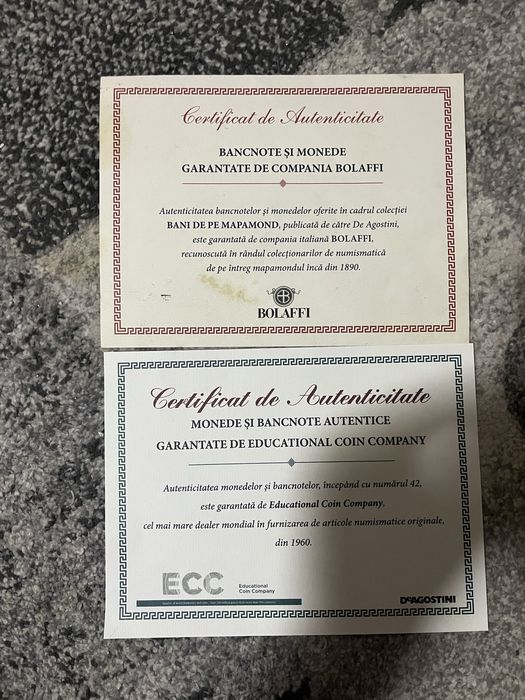 Certificat de Autenticitate
BANCNOTE ȘI MONEDE
GARANTATE DE COMPANIA BOLAFFI
Autenticitatea bancnotelor și monedelor oferite în cadrul colecției
BANI DE PE MAPAMOND, publicată de către De Agostini,
este garantată de compania italiană BOLAFFI,
recunoscută în rândul colecționarilor de numismatică
de pe întreg mapamondul încă din 1890.
BOLAFFI
Certificat de Autenticitate
MONEDE ȘI BANCNOTE AUTENTICE
GARANTATE DE EDUCATIONAL COIN COMPANY
Autenticitatea monedelor și bancnotelor, începând cu numărul 42,
este garantată de Educational Coin Company,
cel mai mare dealer mondial în furnizarea de articole numismatice originale,
din 1960.
ECC
Educational
Coin Company
DeAGOSTINI